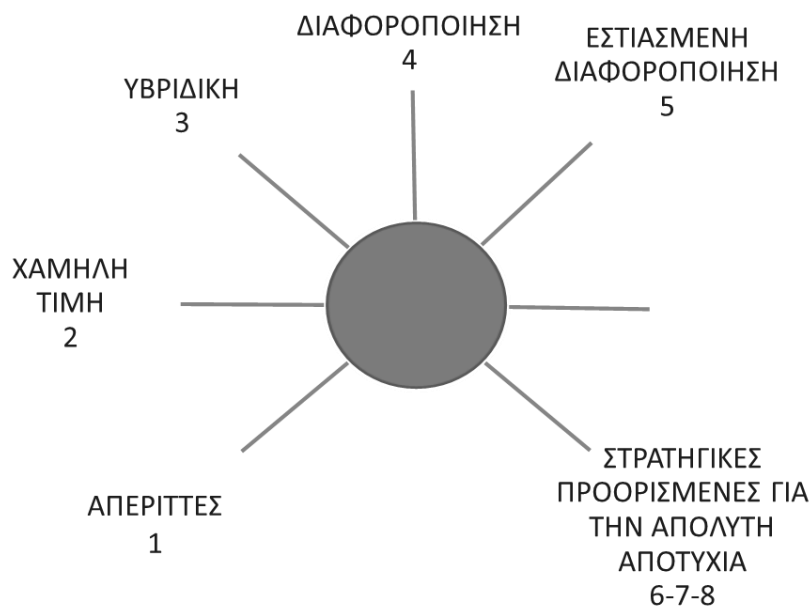 ΔΙΑΦΟΡΟΠΟΙΗΣΗ
4
ΕΣΤΙΑΣΜΕΝΗ
ΔΙΑΦΟΡΟΠΟΙΗΣΗ
5
ΥΒΡΙΔΙΚΗ
3
ΧΑΜΗΛΗ
ΤΙΜΗ
2
ΑΠΕΡΙΤΤΕΣ
1
ΣΤΡΑΤΗΓΙΚΕΣ
ΠΡΟΟΡΙΣΜΕΝΕΣ ΓΙΑ
ΤΗΝ ΑΠΟΛΥΤΗ
ΑΠΟΤΥΧΙΑ
6-7-8